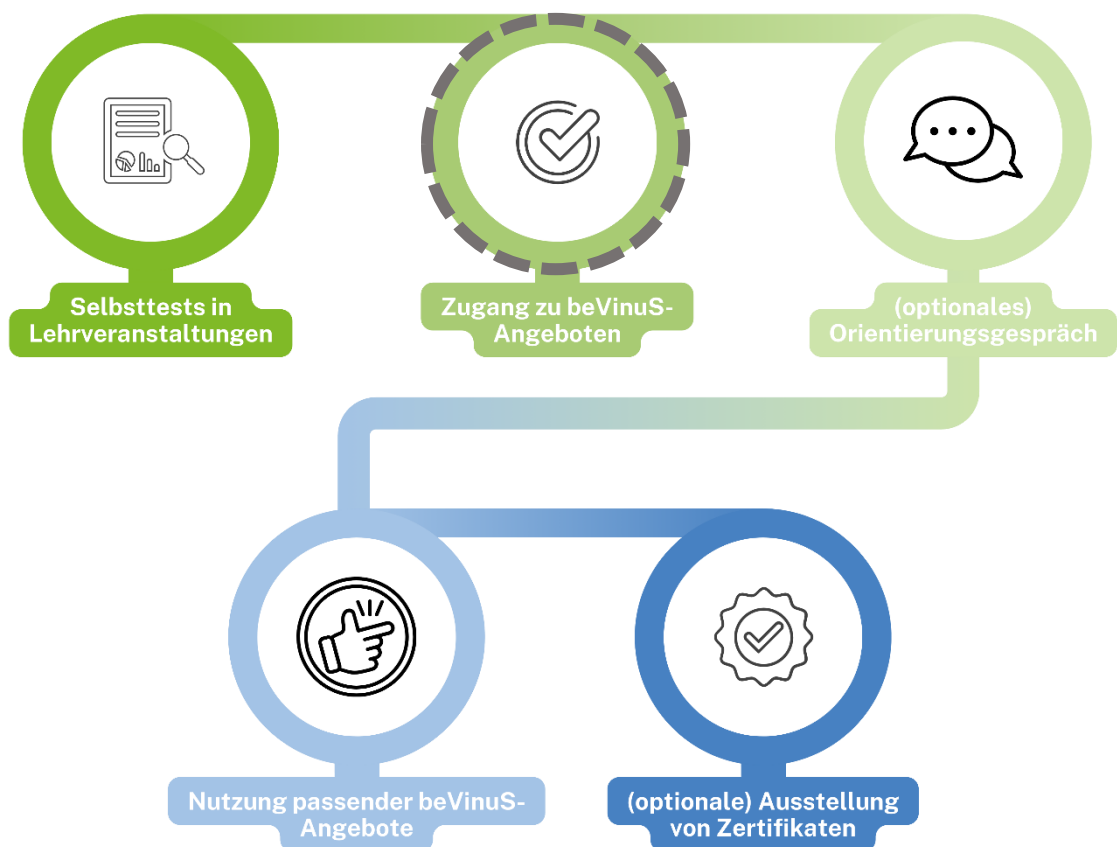 Selbsttests in
Lehrveranstaltungen
Zugang zu beVinuS-
Angeboten
(optionales)
Orientierungsgespräch
Nutzung passender beVinuS-
Angebote
(optionale) Ausstellung
von Zertifikaten